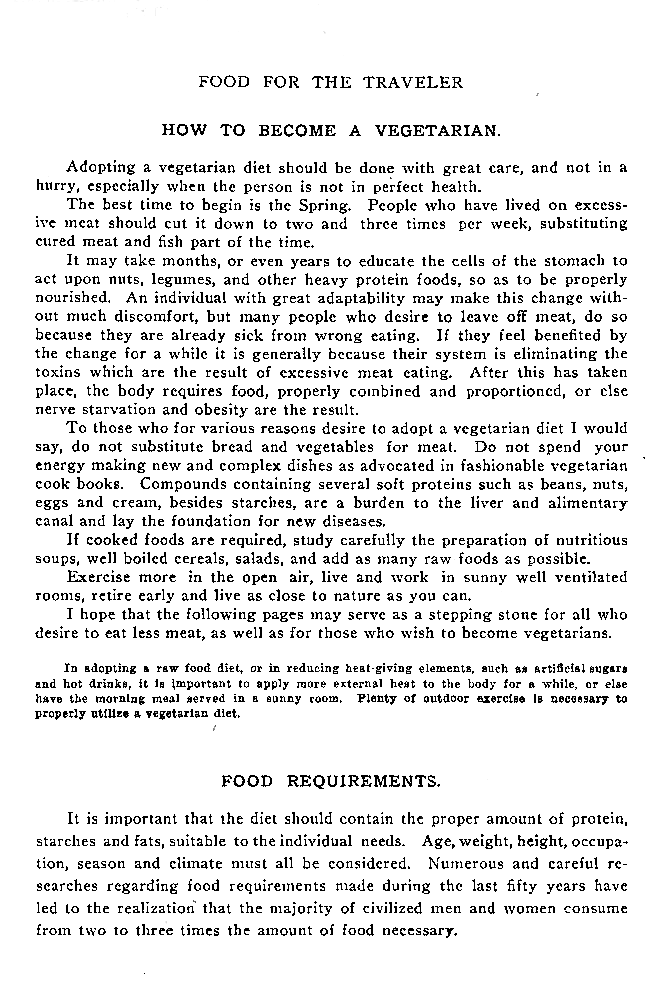 FOOD FOR THE TRAVELER
HOW TO BECOME A VEGETARIAN.
Adopting a vegetarian diet should be done with great care, and not in a
hurry, especially when the person is not in perfect health.
The best time to begin is the Spring. People who have lived on excess-
ive meat should cut it down to two and three times per week, substituting
cured meat and fish part of the time.
It may take months, or even years to educate the cells of the stomach to
act upon nuts, legumes, and other heavy protein foods, so as to be properly
nourished. An individual with great adaptability may make this change with-
out much discomfort, but many people who desire to leave off meat, do so
because they are already sick from wrong eating. If they feel benefited by
the change for a while it is generally because their system is eliminating the
toxins which are the result of excessive meat eating. After this has taken
place, the body requires food, properly combined and proportioned, or else
nerve starvation and obesity are the result.
To those who for various reasons desire to adopt a vegetarian diet I would
say, do not substitute bread and vegetables for meat. Do not spend your
energy making new and complex dishes as advocated in fashionable vegetarian
cook books. Compounds containing several soft proteins such as beans, nuts,
eggs and cream, besides starches, are a burden to the liver and alimentary
canal and lay the foundation for new diseases.
If cooked foods are required, study carefully the preparation of nutritious
soups, well boiled cereals, salads, and add as many raw foods as possible.
Exercise more in the open air, live and work in sunny well ventilated
rooms, retire early and live as close to nature as you can.
I hope that the following pages may serve as a stepping stone for all who
desire to eat less meat, as well as for those who wish to become vegetarians.
In adopting a raw food diet, or in reducing heat-giving elements, such as artificial sugars
and hot drinks, it is important to apply more external heat to the body for a while, or else
have the morning meal served in a sunny room. Plenty of outdoor exercise is necessary to
properly utilize a vegetarian diet.
FOOD REQUIREMENTS.
It is important that the diet should contain the proper amount of protein,
starches and fats, suitable to the individual needs. Age, weight, height, occupa-
tion, season and climate must all be considered. Numerous and careful re-
searches regarding food requirements made during the last fifty years have
led to the realization that the majority of civilized men and women consume
from two to three times the amount of food necessary.